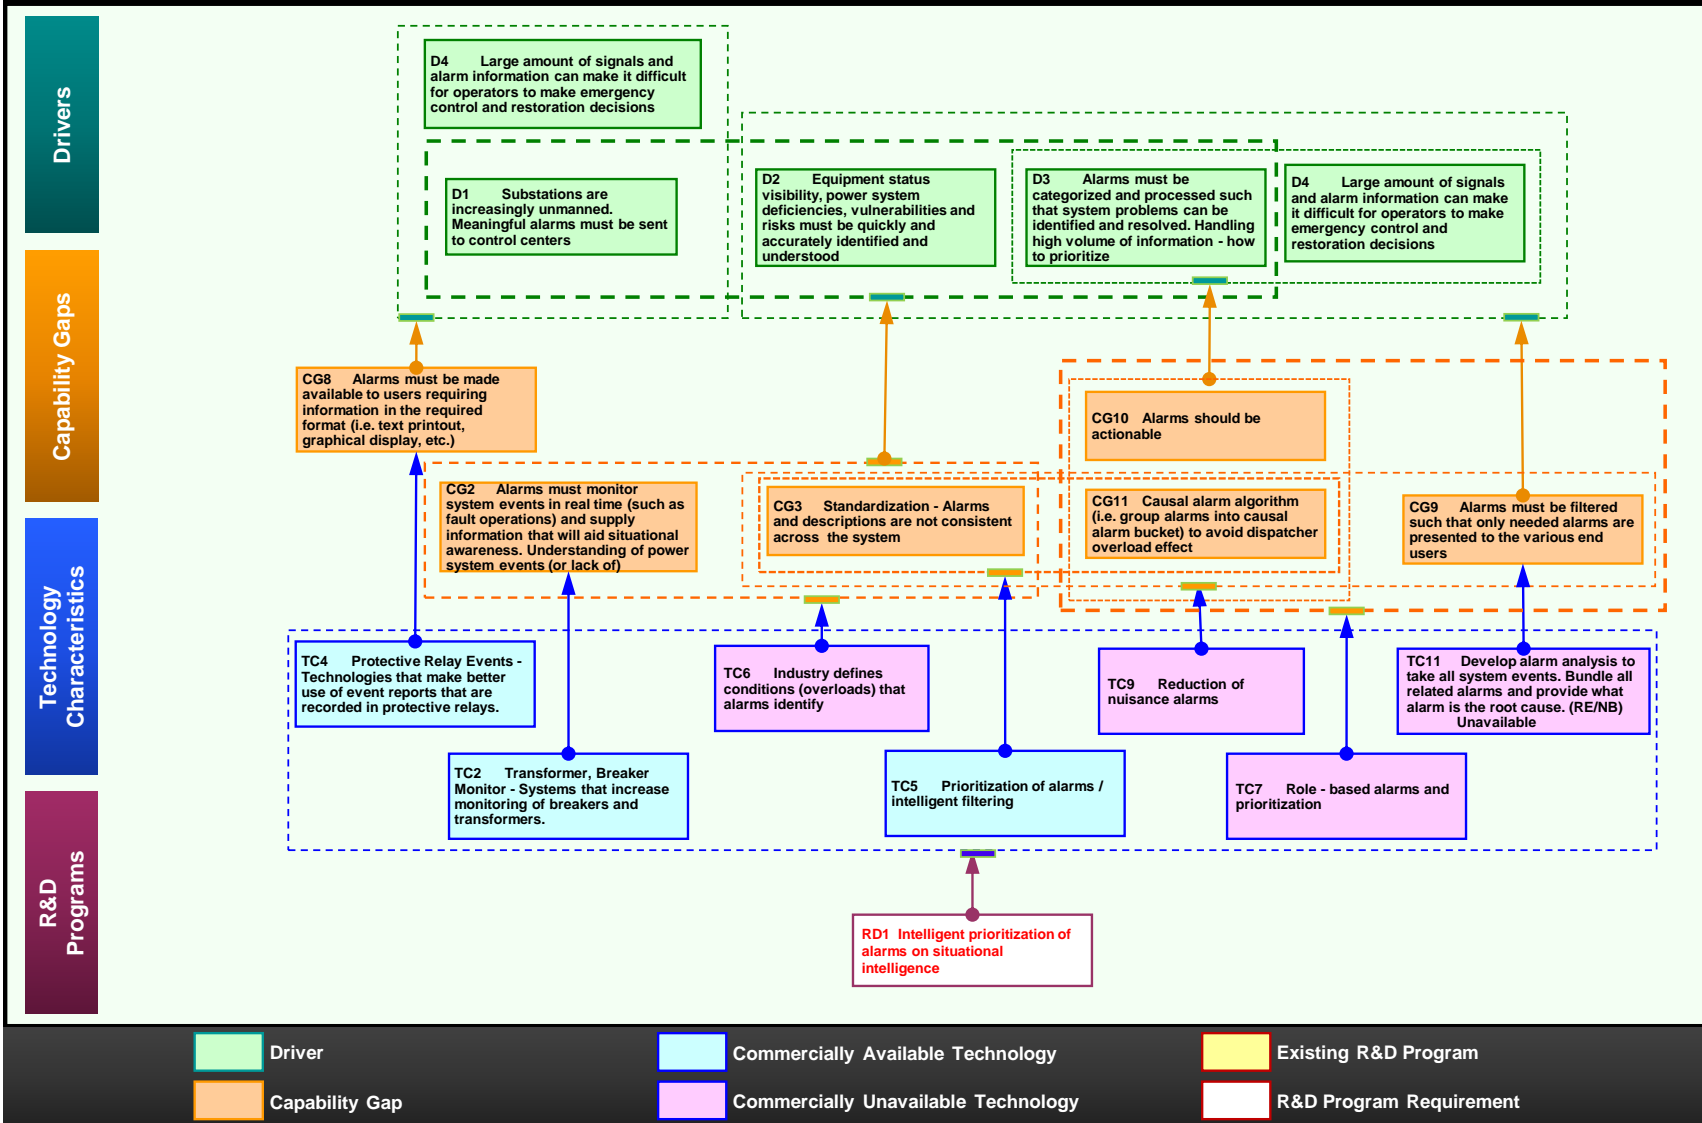 Drivers
Capability Gaps
Technology
Characteristics
R&D
Programs
D4 Large amount of signals and
alarm information can make it difficult
for operators to make emergency
control and restoration decisions
D1 Substations are
increasingly unmanned.
Meaningful alarms must be sent
to control centers
D2 Equipment status
visibility, power system
deficiencies, vulnerabilities and
risks must be quickly and
accurately identified and
understood
D3 Alarms must be
categorized and processed such
that system problems can be
identified and resolved. Handling
high volume of information - how
to prioritize
D4 Large amount of signals
and alarm information can make
it difficult for operators to make
emergency control and
restoration decisions
CG8 Alarms must be made
available to users requiring
information in the required
format (i.e. text printout,
graphical display, etc.)
CG10 Alarms should be
actionable
CG2 Alarms must monitor
system events in real time (such as
fault operations) and supply
information that will aid situational
awareness. Understanding of power
system events (or lack of)
CG3 Standardization - Alarms
and descriptions are not consistent
across the system
CG11 Causal alarm algorithm
(i.e. group alarms into causal
alarm bucket) to avoid dispatcher
overload effect
CG9 Alarms must be filtered
such that only needed alarms are
presented to the various end
users
TC4 Protective Relay Events -
Technologies that make better
use of event reports that are
recorded in protective relays.
TC6 Industry defines
conditions (overloads) that
alarms identify
TC9 Reduction of
nuisance alarms
TC11 Develop alarm analysis to
take all system events. Bundle all
related alarms and provide what
alarm is the root cause. (RE/NB)
Unavailable
TC2 Transformer, Breaker
Monitor - Systems that increase
monitoring of breakers and
transformers.
TC5 Prioritization of alarms /
intelligent filtering
TC7 Role - based alarms and
prioritization
RD1 Intelligent prioritization of
alarms on situational
intelligence
Driver
Commercially Available Technology
Existing R&D Program
Capability Gap
Commercially Unavailable Technology
R&D Program Requirement